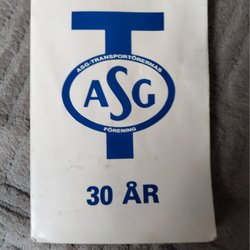 T
ASG-TRANSPORTÖRERNAS
ASG
FÖRENING
30 ÅR